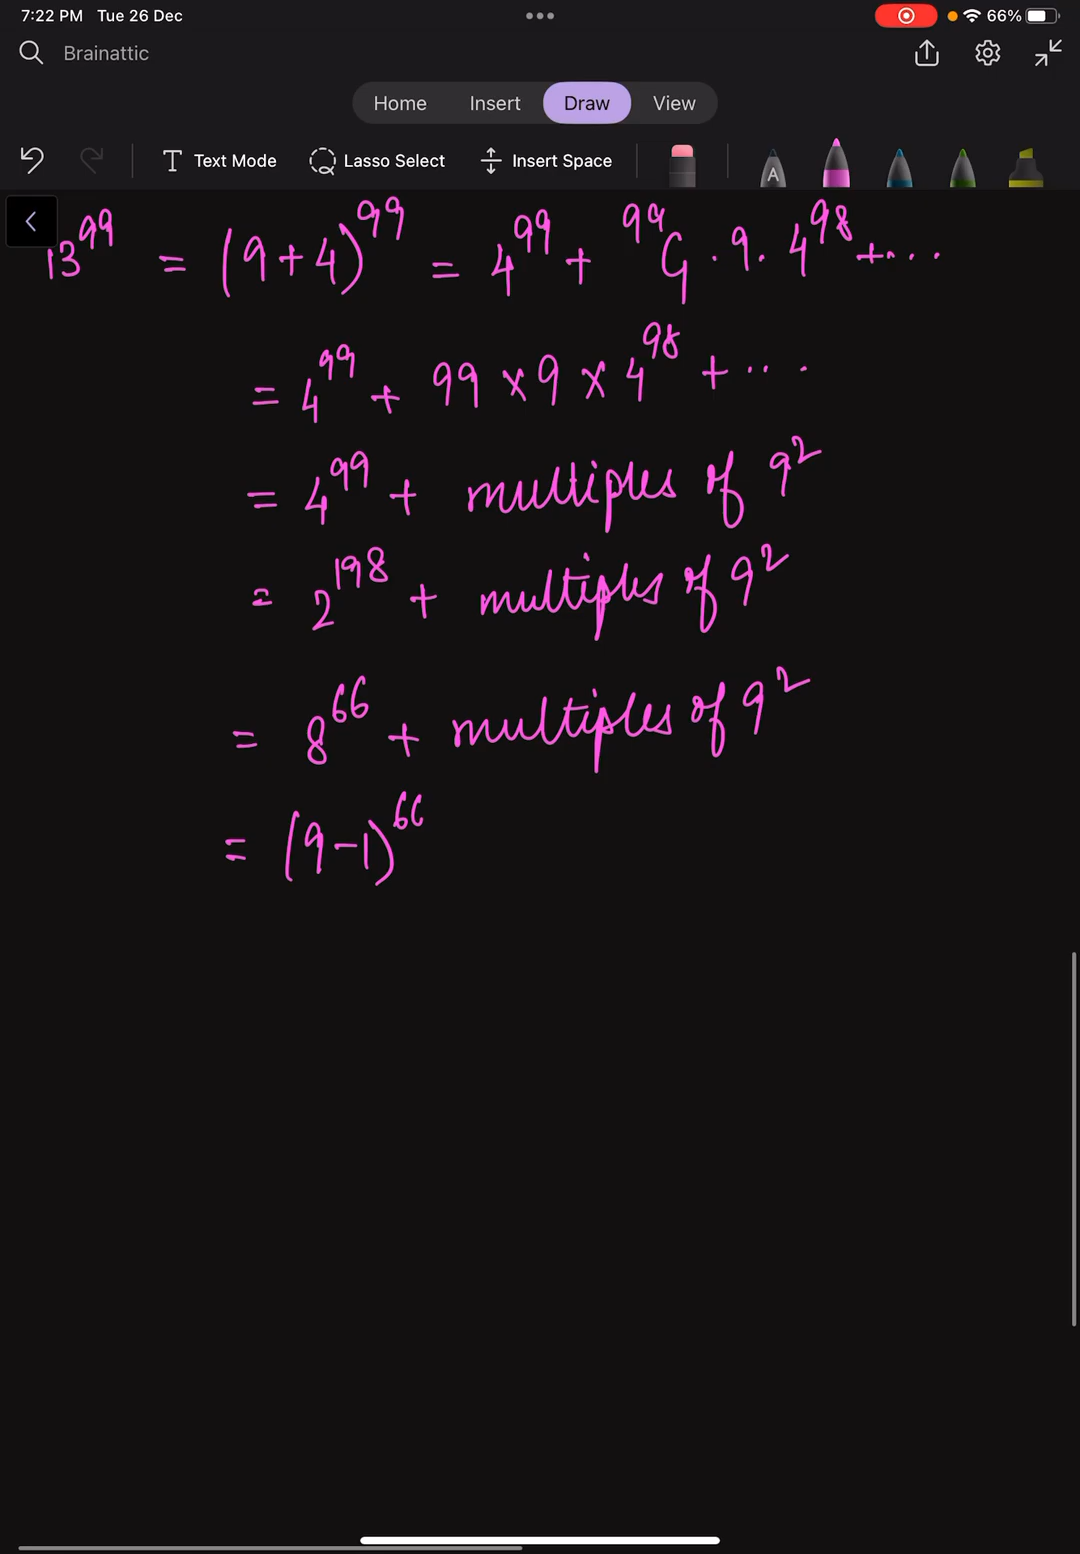 7:22 PM Tue 26 Dec
66%
Brainattic
Home Insert Draw View
T Text Mode Lasso Select Insert Space A
13^99 = (9+4)^99 = 4^99 + ^99C₁ · 9 · 4^98 + ...
= 4^99 + 99 × 9 × 4^98 + ...
= 4^99 + multiples of 9^2
= 2^198 + multiples of 9^2
= 8^66 + multiples of 9^2
= (9-1)^66